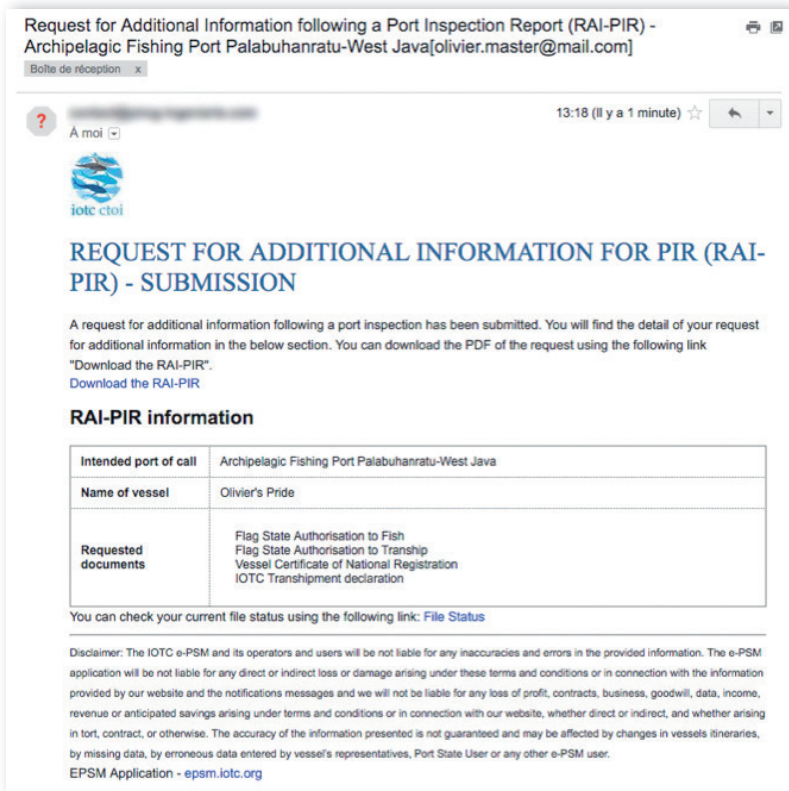 Request for Additional Information following a Port Inspection Report (RAI-PIR) -
Archipelagic Fishing Port Palabuhanratu-West Java[olivier.master@mail.com]
Boîte de réception x
13:18 (Il y a 1 minute)
?
À moi
iotc ctoi
REQUEST FOR ADDITIONAL INFORMATION FOR PIR (RAI-
PIR) - SUBMISSION
A request for additional information following a port inspection has been submitted. You will find the detail of your request
for additional information in the below section. You can download the PDF of the request using the following link
"Download the RAI-PIR".
Download the RAI-PIR
RAI-PIR information
Intended port of call Archipelagic Fishing Port Palabuhanratu-West Java
Name of vessel Olivier's Pride
Requested
documents
Flag State Authorisation to Fish
Flag State Authorisation to Tranship
Vessel Certificate of National Registration
IOTC Transhipment declaration
You can check your current file status using the following link: File Status
Disclaimer: The IOTC e-PSM and its operators and users will be not liable for any inaccuracies and errors in the provided information. The e-PSM
application will be not liable for any direct or indirect loss or damage arising under these terms and conditions or in connection with the information
provided by our website and the notifications messages and we will not be liable for any loss of profit, contracts, business, goodwill, data, income,
revenue or anticipated savings arising under terms and conditions or in connection with our website, whether direct or indirect, and whether arising
in tort, contract, or otherwise. The accuracy of the information presented is not guaranteed and may be affected by changes in vessels itineraries,
by missing data, by erroneous data entered by vessel's representatives, Port State User or any other e-PSM user.
EPSM Application - epsm.iotc.org